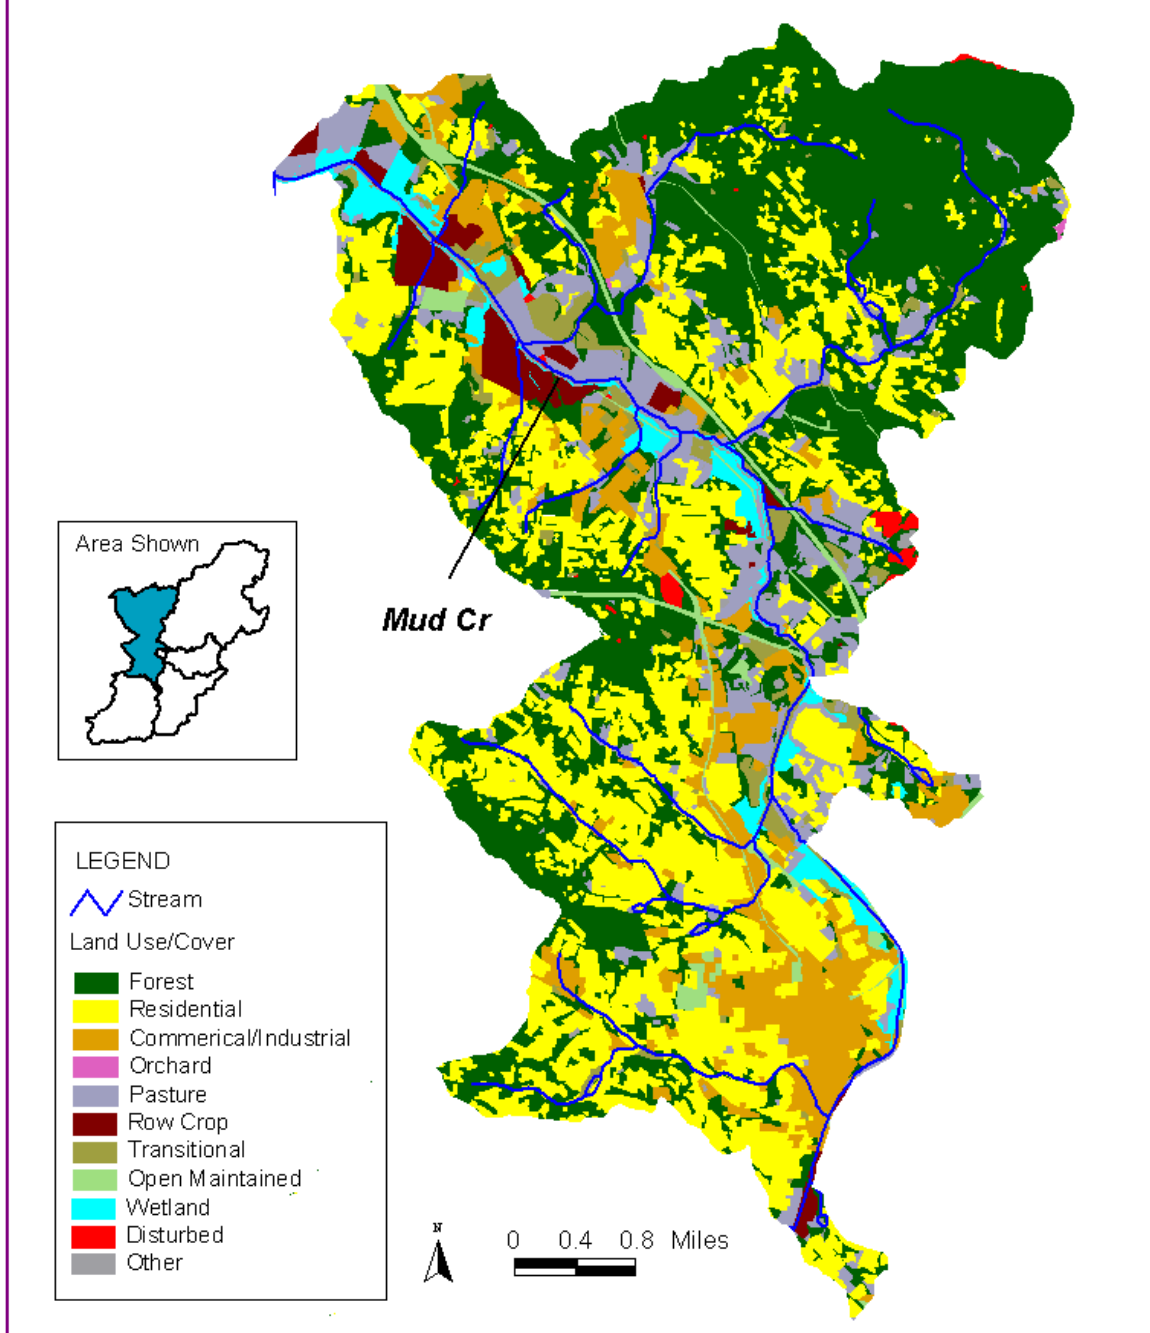 Area Shown
Mud Cr
LEGEND
Stream
Land Use/Cover
Forest
Residential
Commerical/Industrial
Orchard
Pasture
Row Crop
Transitional
Open Maintained
Wetland
Disturbed
Other
N
0 0.4 0.8 Miles